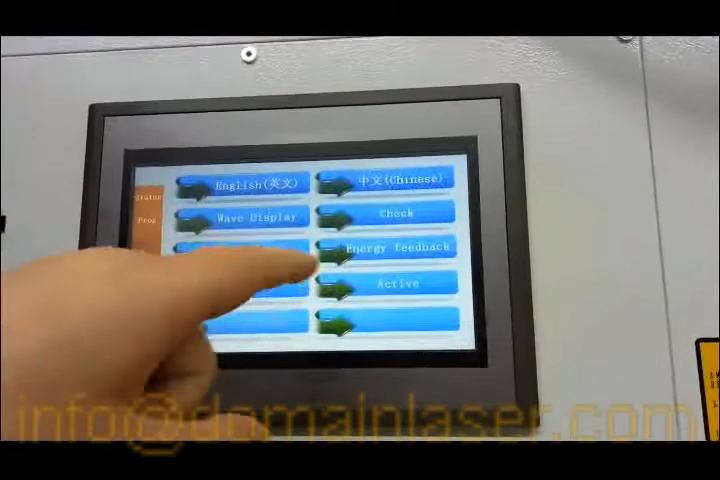 English(英文)
中文(Chinese)
Status
Wave Display
Check
Prog
Energy feedback
Active
info@domainlaser.com